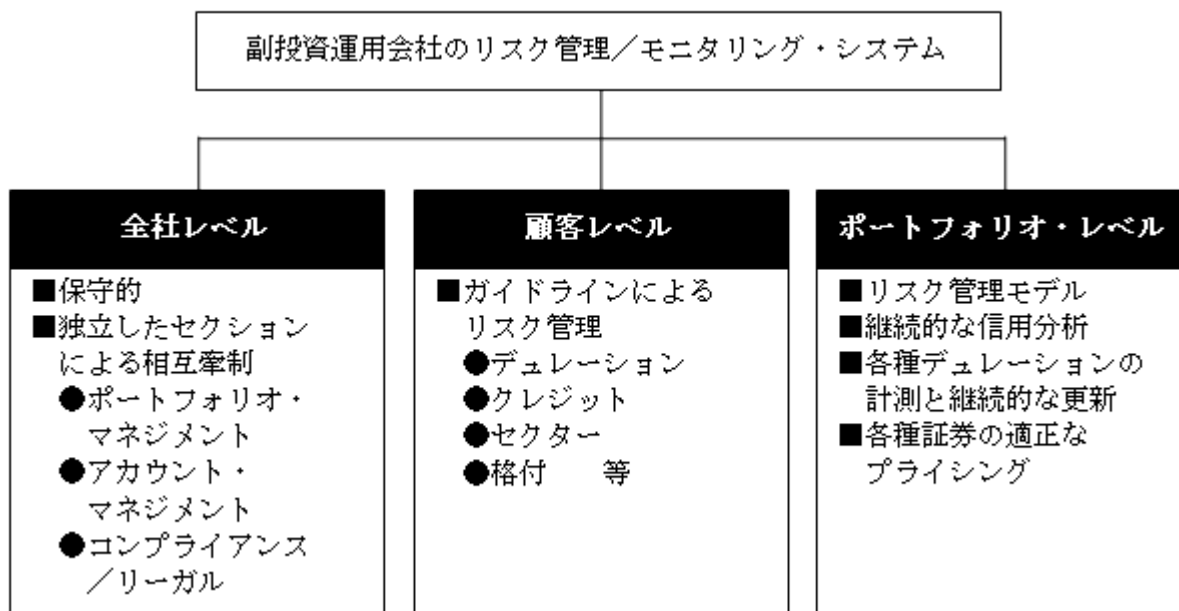 副投資運用会社のリスク管理／モニタリング・システム
全社レベル
■保守的
■独立したセクション
による相互牽制
●ポートフォリオ・
マネジメント
●アカウント・
マネジメント
●コンプライアンス
／リーガル
顧客レベル
■ガイドラインによる
リスク管理
●デュレーション
●クレジット
●セクター
●格付　　等
ポートフォリオ・レベル
■リスク管理モデル
■継続的な信用分析
■各種デュレーションの
計測と継続的な更新
■各種証券の適正な
プライシング